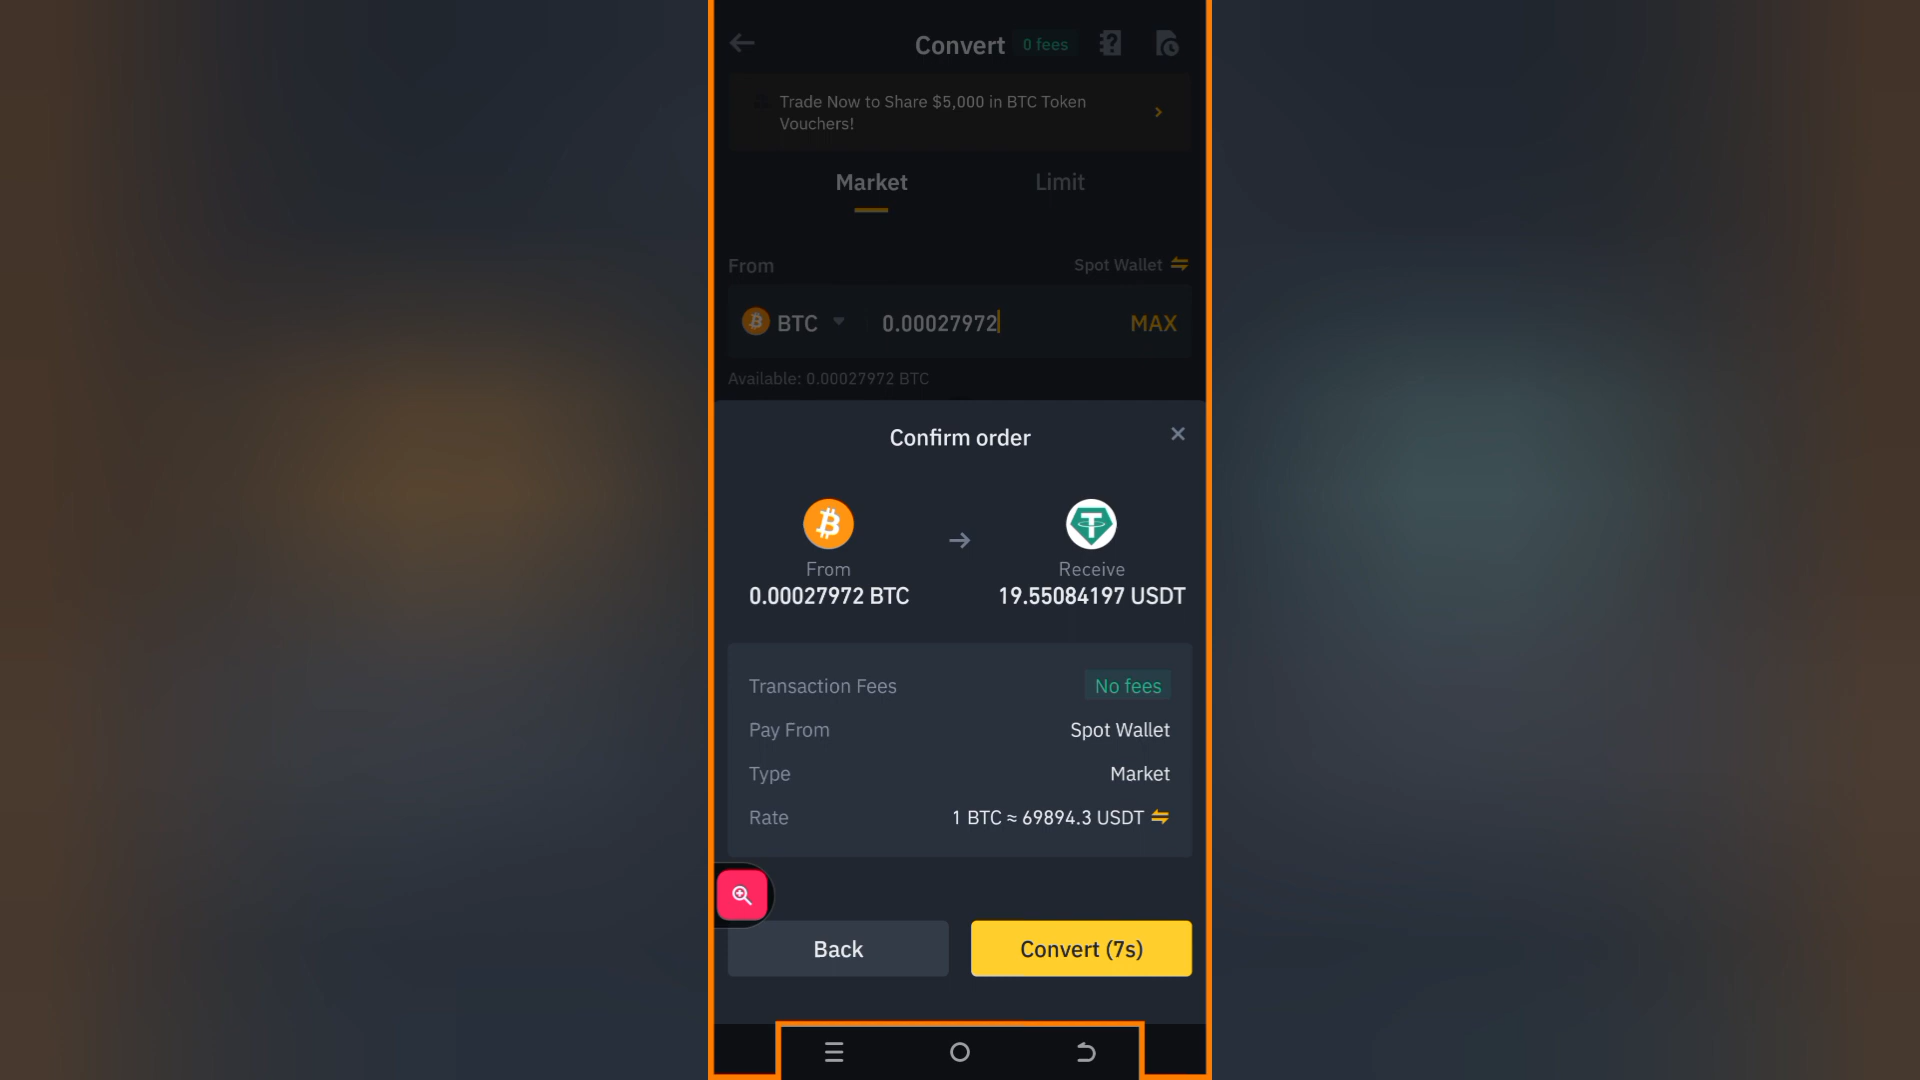 Convert 0 fees
Trade Now to Share $5,000 in BTC Token
Vouchers!
Market Limit
From Spot Wallet
BTC 0.00027972 MAX
Available: 0.00027972 BTC
Confirm order
From Receive
0.00027972 BTC 19.55084197 USDT
Transaction Fees No fees
Pay From Spot Wallet
Type Market
Rate 1 BTC ≈ 69894.3 USDT
Back Convert (7s)